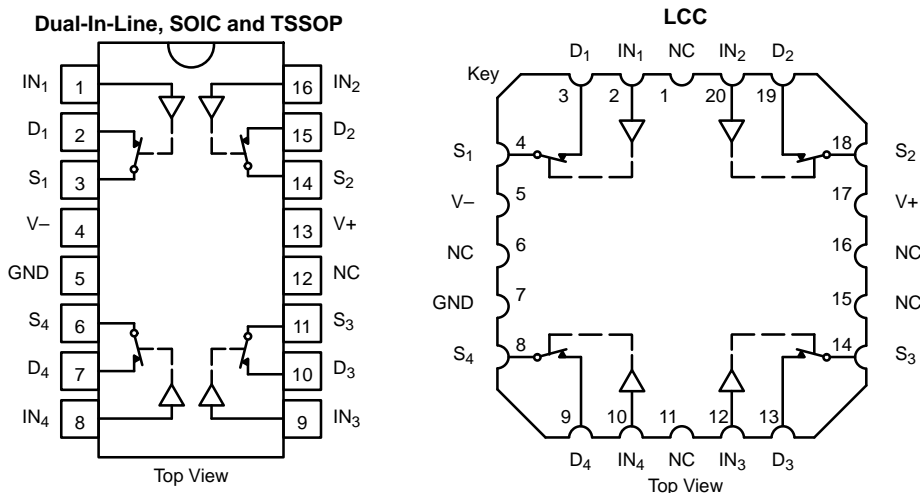 Dual-In-Line, SOIC and TSSOP
IN1 1 16 IN2
D1 2 15 D2
S1 3 14 S2
V– 4 13 V+
GND 5 12 NC
S4 6 11 S3
D4 7 10 D3
IN4 8 9 IN3
Top View
LCC
D1 IN1 NC IN2 D2
Key 3 2 1 20 19
S1 4 18 S2
V– 5 17 V+
NC 6 16 NC
GND 7 15 NC
S4 8 14 S3
9 10 11 12 13
D4 IN4 NC IN3 D3
Top View